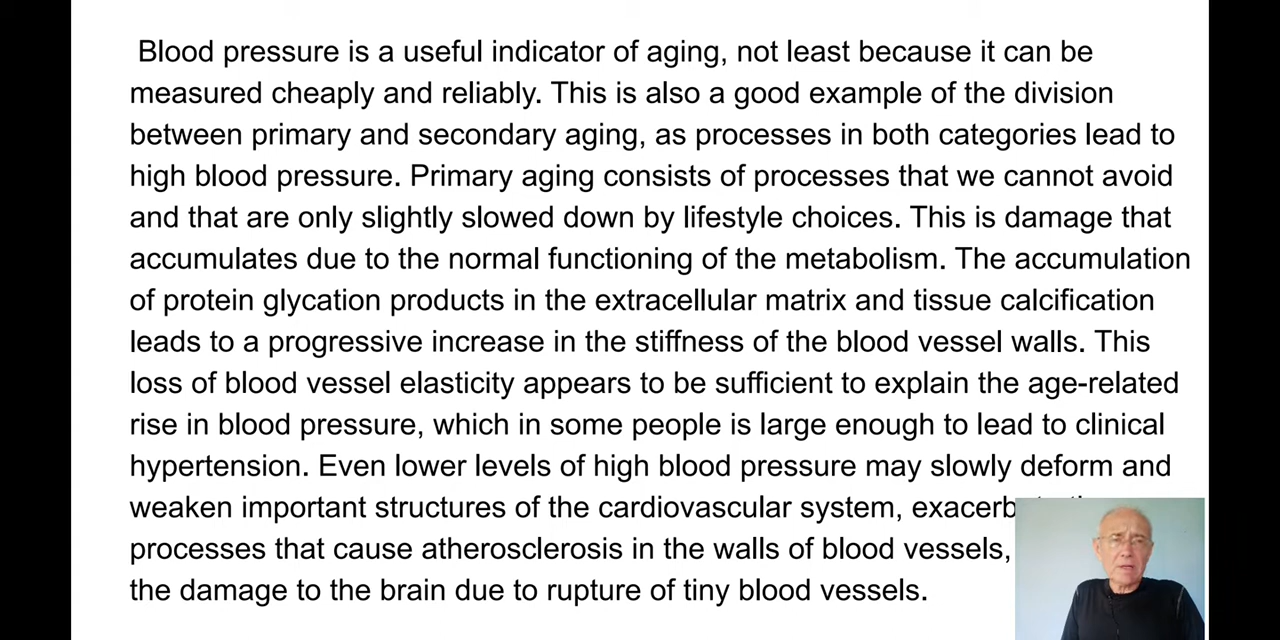 Blood pressure is a useful indicator of aging, not least because it can be
measured cheaply and reliably. This is also a good example of the division
between primary and secondary aging, as processes in both categories lead to
high blood pressure. Primary aging consists of processes that we cannot avoid
and that are only slightly slowed down by lifestyle choices. This is damage that
accumulates due to the normal functioning of the metabolism. The accumulation
of protein glycation products in the extracellular matrix and tissue calcification
leads to a progressive increase in the stiffness of the blood vessel walls. This
loss of blood vessel elasticity appears to be sufficient to explain the age-related
rise in blood pressure, which in some people is large enough to lead to clinical
hypertension. Even lower levels of high blood pressure may slowly deform and
weaken important structures of the cardiovascular system,
processes that cause atherosclerosis in the walls of blood vessels,
the damage to the brain due to rupture of tiny blood vessels.